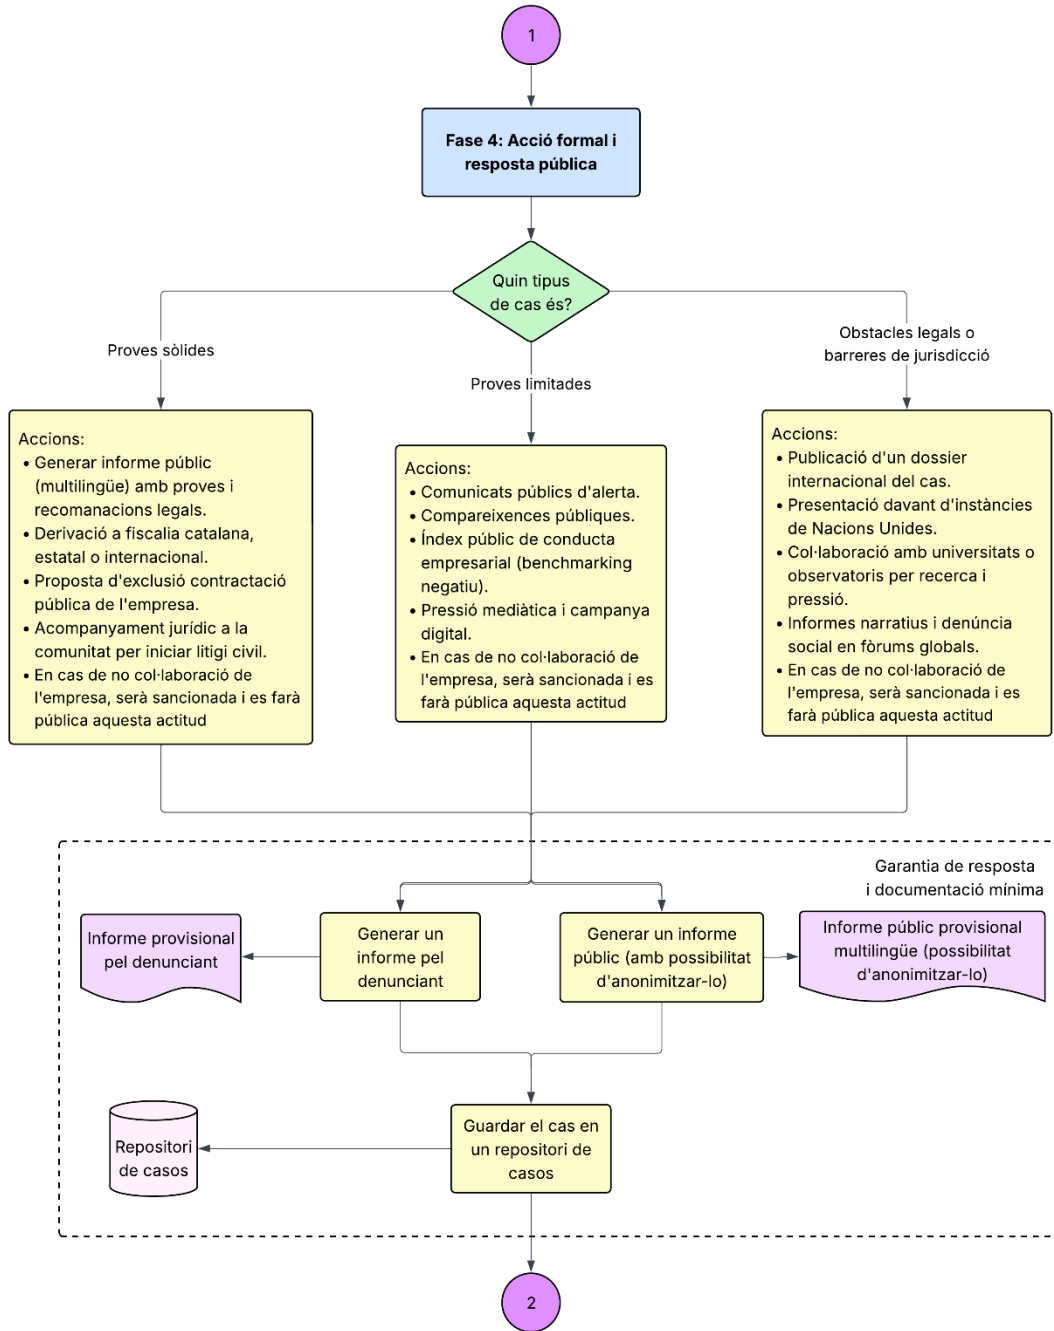 1
Fase 4: Acció formal i
resposta pública
Quin tipus
de cas és?
Proves sòlides
Proves limitades
Obstacles legals o
barreres de jurisdicció
Accions:
• Generar informe públic
(multilingüe) amb proves i
recomanacions legals.
• Derivació a fiscalia catalana,
estatal o internacional.
• Proposta d'exclusió contractació
pública de l'empresa.
• Acompanyament jurídic a la
comunitat per iniciar litigi civil.
• En cas de no col·laboració de
l'empresa, serà sancionada i es farà
pública aquesta actitud
Accions:
• Comunicats públics d'alerta.
• Compareixences públiques.
• Índex públic de conducta
empresarial (benchmarking
negatiu).
• Pressió mediàtica i campanya
digital.
• En cas de no col·laboració de
l'empresa, serà sancionada i es
farà pública aquesta actitud
Accions:
• Publicació d'un dossier
internacional del cas.
• Presentació davant d'instàncies
de Nacions Unides.
• Col·laboració amb universitats o
observatoris per recerca i
pressió.
• Informes narratius i denúncia
social en fòrums globals.
• En cas de no col·laboració de
l'empresa, serà sancionada i es
farà pública aquesta actitud
Garantia de resposta
i documentació mínima
Informe provisional
pel denunciant
Generar un
informe pel
denunciant
Generar un informe
públic (amb possibilitat
d'anonimitzar-lo)
Informe públic provisional
multilingüe (possibilitat
d'anonimitzar-lo)
Repositori
de casos
Guardar el cas en
un repositori de
casos
2